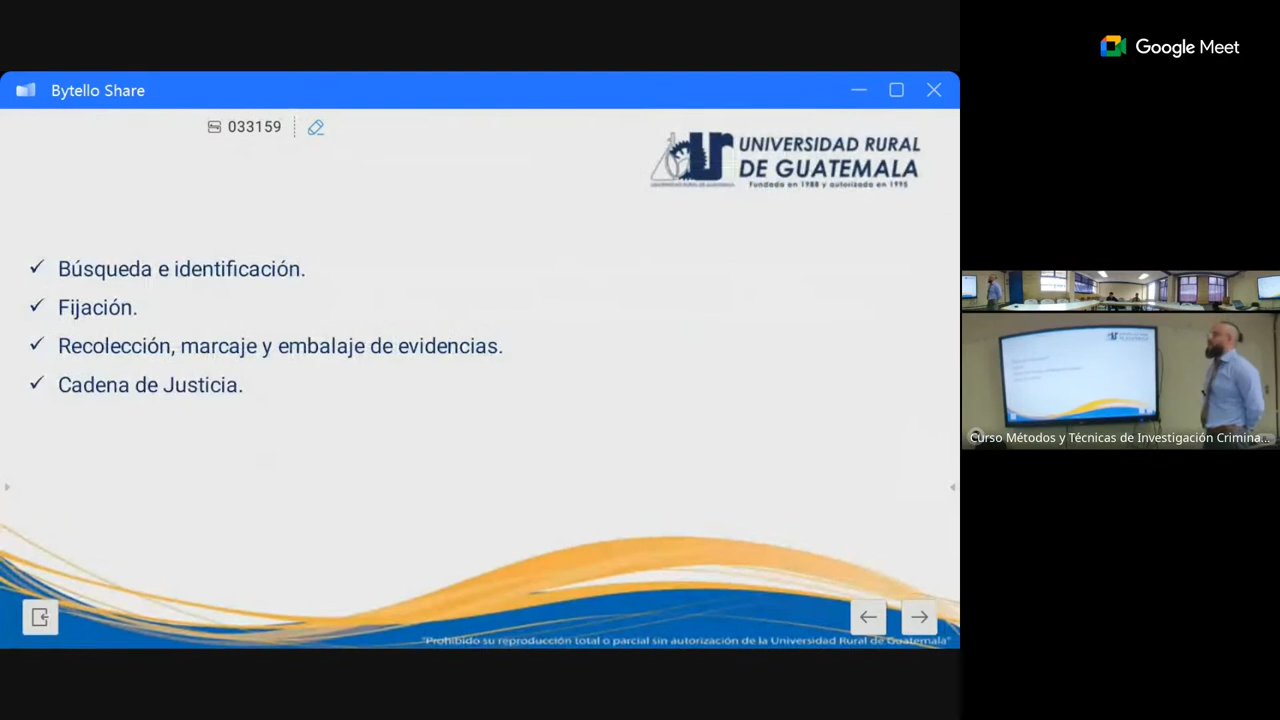 Google Meet
Bytello Share
033159
UNIVERSIDAD RURAL
DE GUATEMALA
Fundada en 1988 y autorizada en 1995
✓ Búsqueda e identificación.
✓ Fijación.
✓ Recolección, marcaje y embalaje de evidencias.
✓ Cadena de Justicia.
"Prohibido su reproducción total o parcial sin autorización de la Universidad Rural de Guatemala"
Curso Métodos y Técnicas de Investigación Crimina...